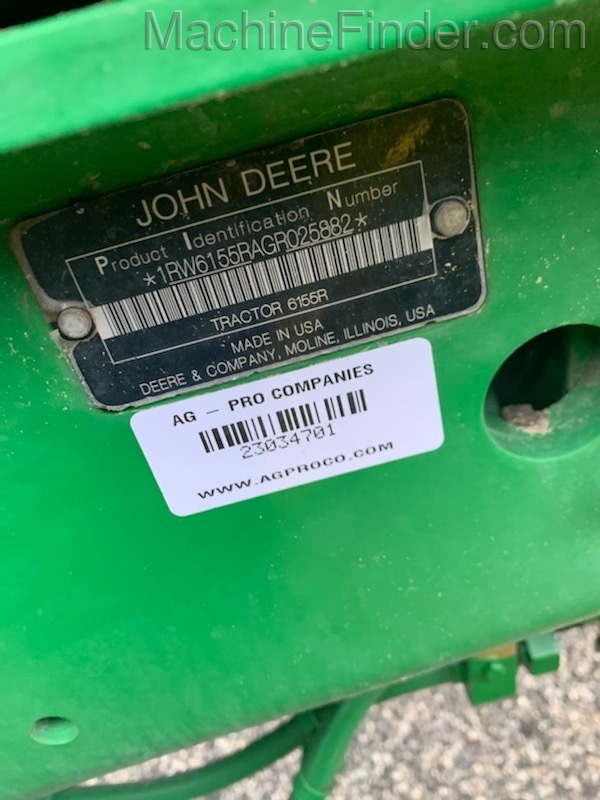 MachineFinder.com
JOHN DEERE
Product Identification Number
*1RW6155RAGR025882*
TRACTOR 6155R
MADE IN USA
DEERE & COMPANY, MOLINE, ILLINOIS, USA
AG - PRO COMPANIES
23034701
WWW.AGPROCO.COM